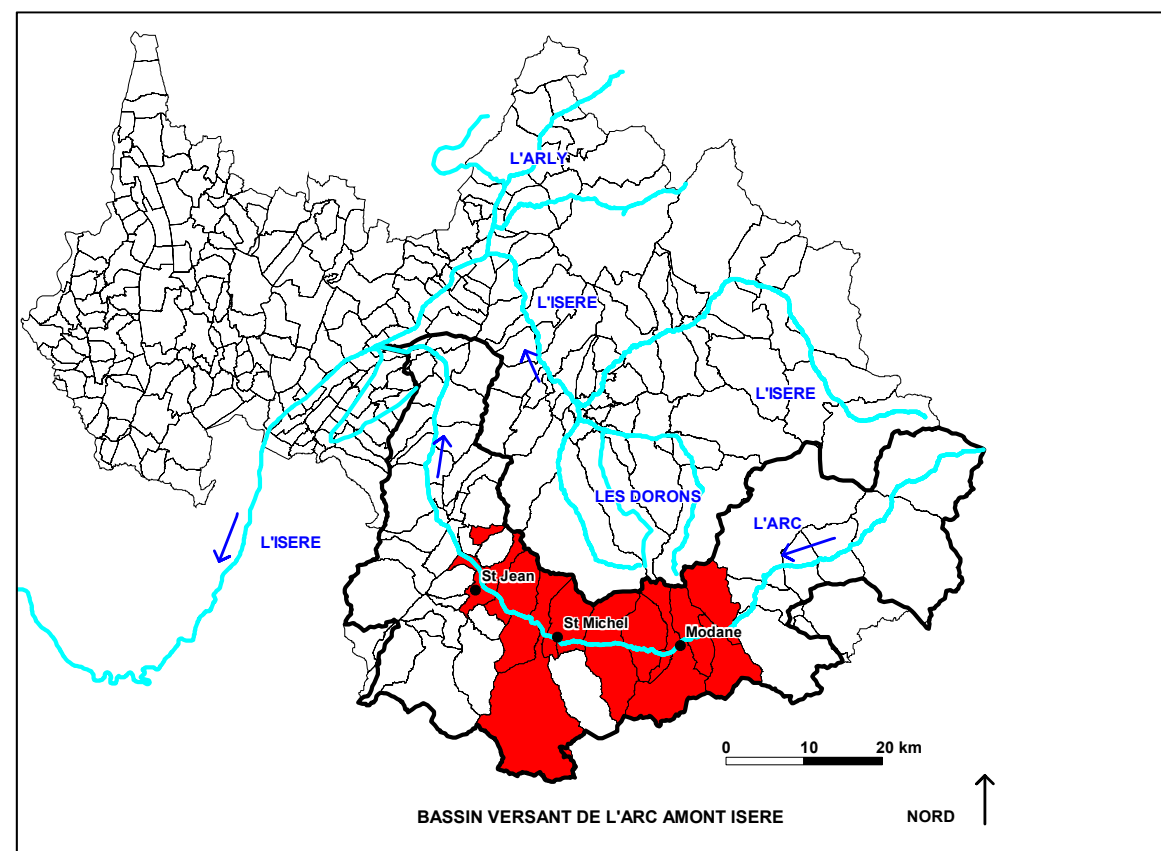 L'ARLY
L'ISERE
L'ISERE
LES DORONS
L'ARC
L'ISERE
St Jean
St Michel
Modane
0 10 20 km
BASSIN VERSANT DE L'ARC AMONT ISERE
NORD